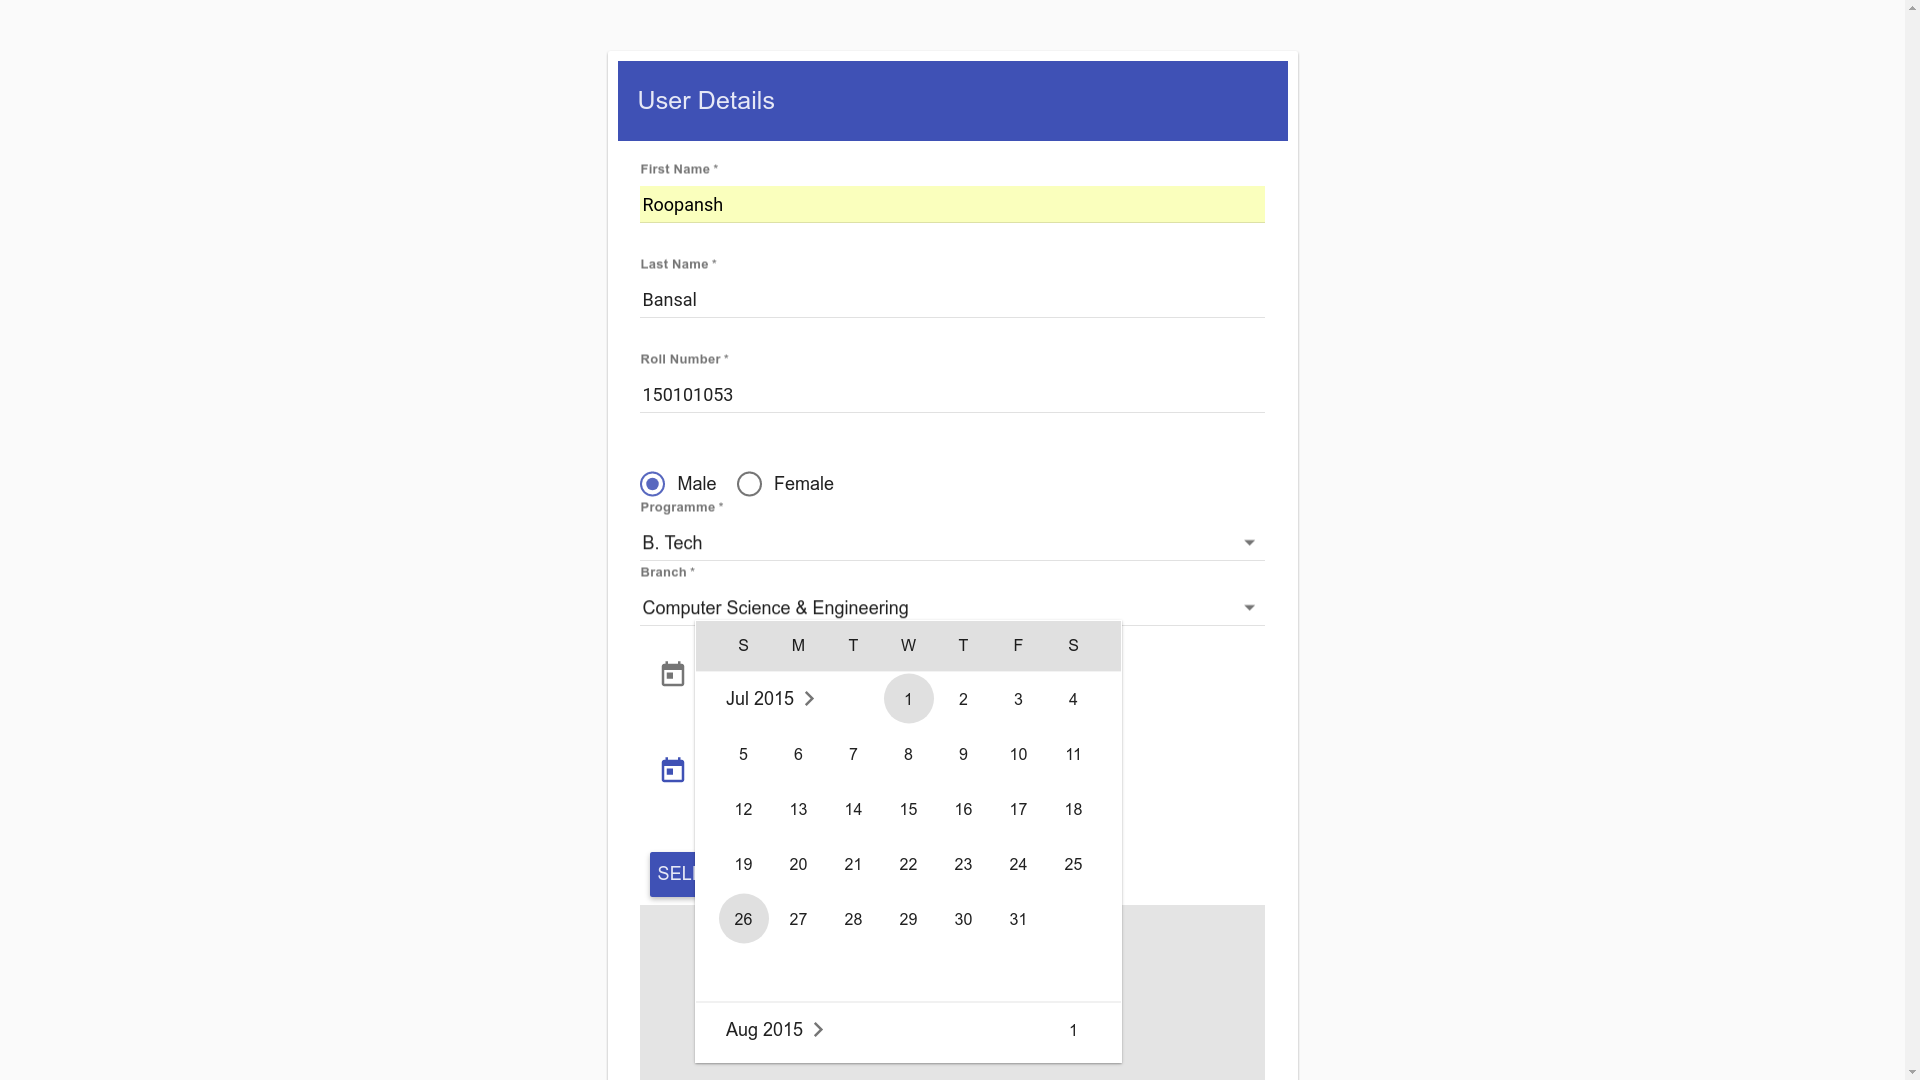 User Details
First Name *
Roopansh
Last Name *
Bansal
Roll Number *
150101053
Male Female
Programme *
B. Tech
Branch *
Computer Science & Engineering
S M T W T F S
Jul 2015 1 2 3 4
5 6 7 8 9 10 11
12 13 14 15 16 17 18
19 20 21 22 23 24 25
SEL
26 27 28 29 30 31
Aug 2015 1